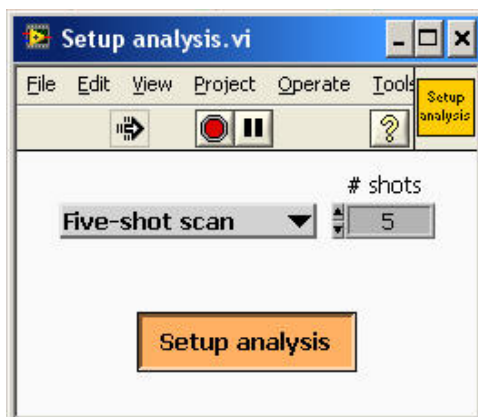 Setup analysis.vi
File Edit View Project Operate Tools
Setup
analysis
?
# shots
Five-shot scan 5
Setup analysis